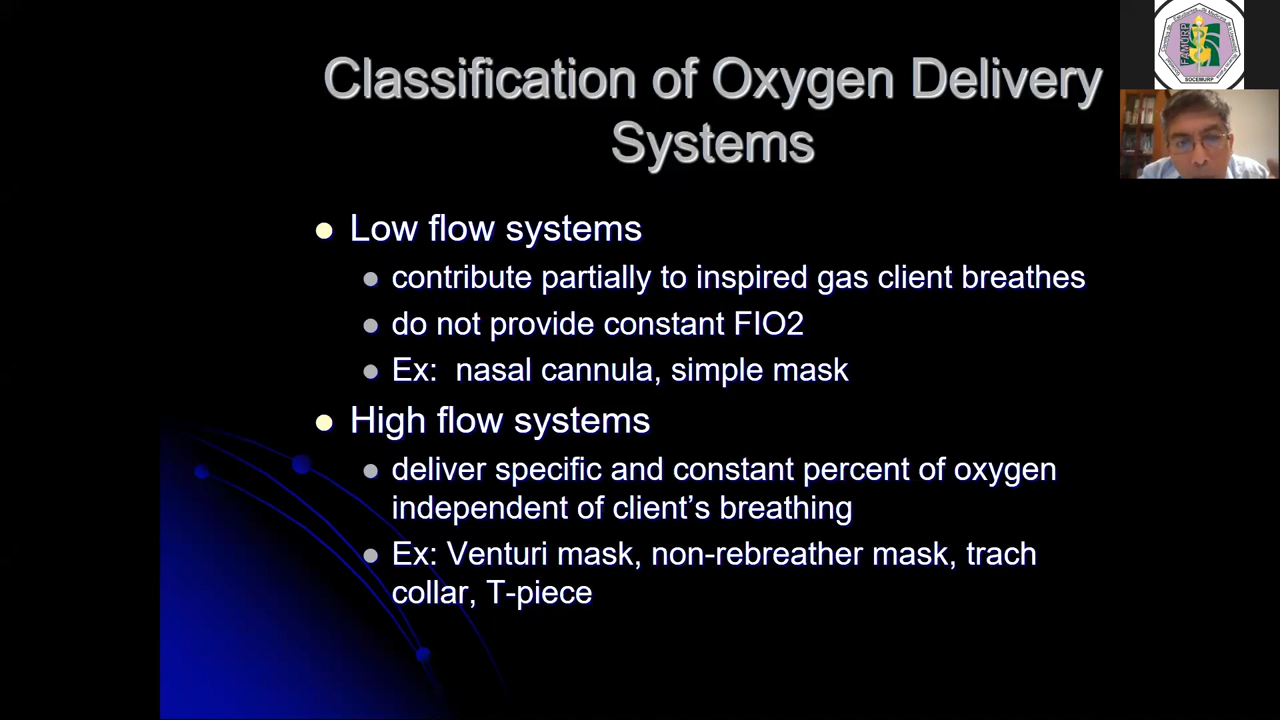 Classification of Oxygen Delivery
Systems
Low flow systems
contribute partially to inspired gas client breathes
do not provide constant FIO2
Ex:  nasal cannula, simple mask
High flow systems
deliver specific and constant percent of oxygen
independent of client’s breathing
Ex: Venturi mask, non-rebreather mask, trach
collar, T-piece
FAMURP
SOCEMURP